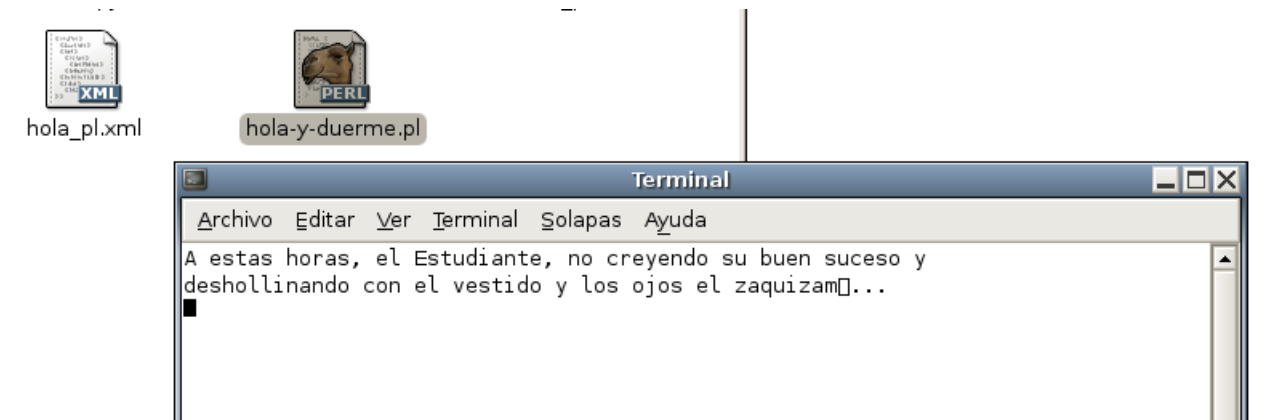 XML
PERL
hola_pl.xml
hola-y-duerme.pl
Terminal
Archivo Editar Ver Terminal Solapas Ayuda
A estas horas, el Estudiante, no creyendo su buen suceso y
deshollinando con el vestido y los ojos el zaquizam▯...